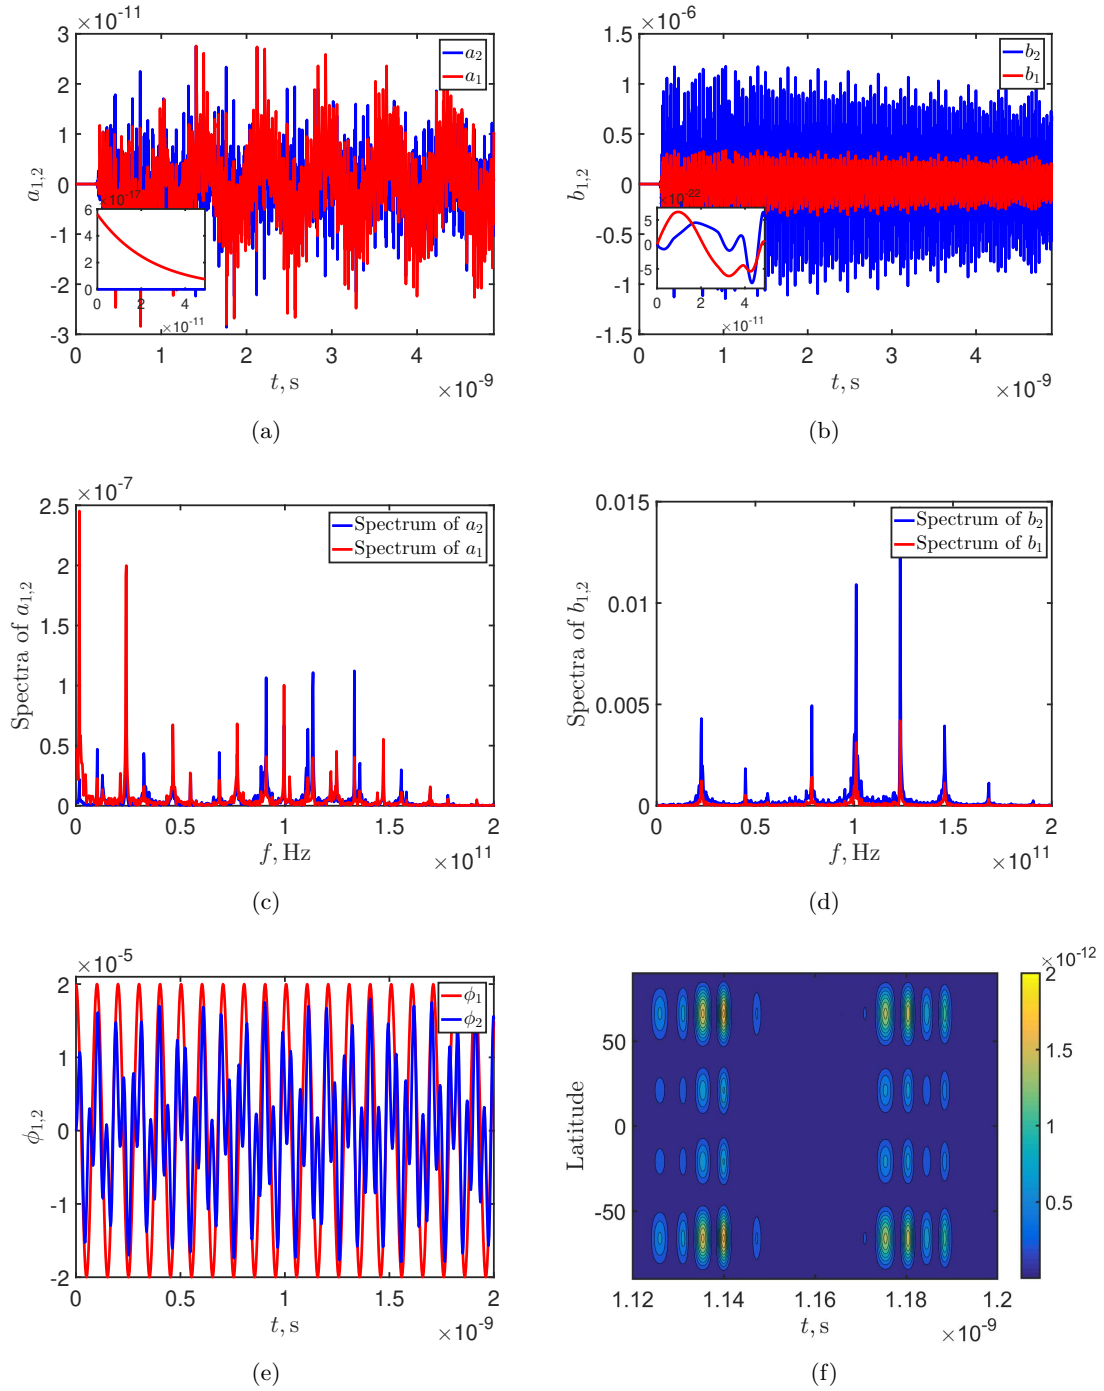 ×10⁻¹¹
3
2
1
0
-1
-2
-3
a₁,₂
a₂
a₁
×10⁻¹⁷
6
4
2
0
0 2 4
×10⁻¹¹
0 1 2 3 4
t, s
×10⁻⁹
(a)
×10⁻⁶
1.5
1
0.5
0
-0.5
-1
-1.5
b₁,₂
b₂
b₁
×10⁻²²
5
0
-5
0 2 4
×10⁻¹¹
0 1 2 3 4
t, s
×10⁻⁹
(b)
×10⁻⁷
2.5
2
1.5
1
0.5
0
Spectra of a₁,₂
Spectrum of a₂
Spectrum of a₁
0 0.5 1 1.5 2
f, Hz
×10¹¹
(c)
0.015
0.01
0.005
0
Spectra of b₁,₂
Spectrum of b₂
Spectrum of b₁
0 0.5 1 1.5 2
f, Hz
×10¹¹
(d)
×10⁻⁵
2
1
0
-1
-2
ϕ₁,₂
ϕ₁
ϕ₂
0 0.5 1 1.5 2
t, s
×10⁻⁹
(e)
×10⁻¹²
2
1.5
1
0.5
Latitude
50
0
-50
1.12 1.14 1.16 1.18 1.2
t, s
×10⁻⁹
(f)